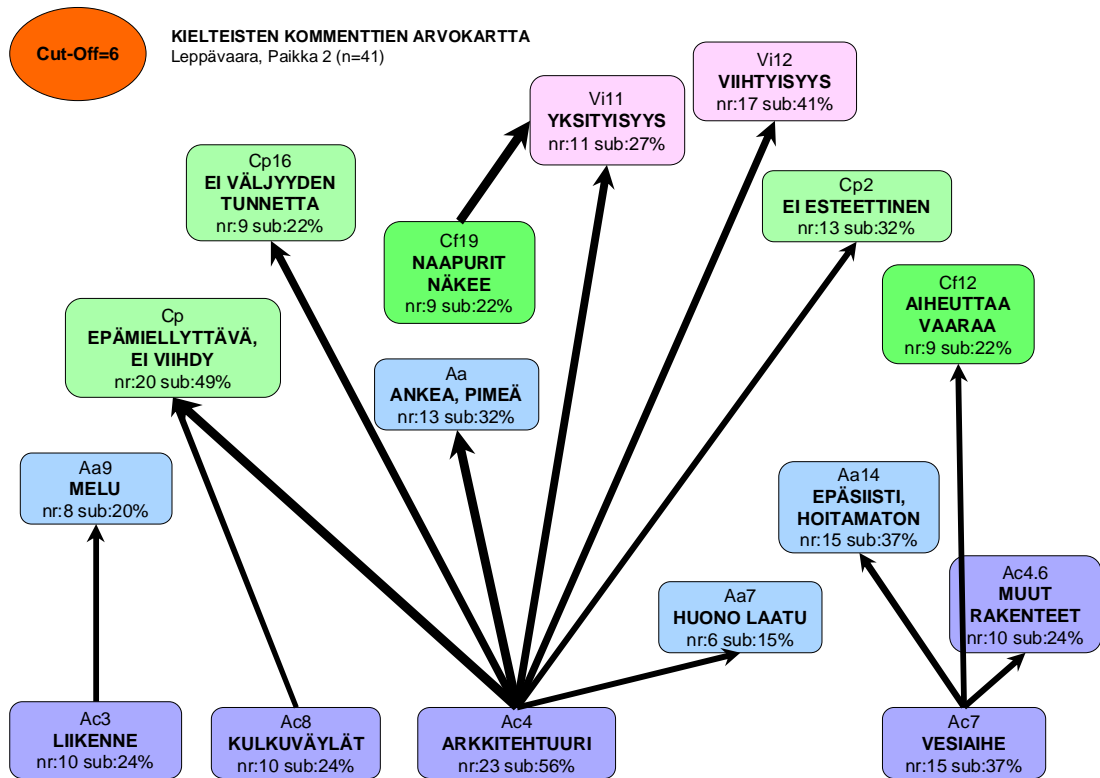 Cut-Off=6
KIELTEISTEN KOMMENTTIEN ARVOKARTTA
Leppävaara, Paikka 2 (n=41)
Vi12
VIIHTYISYYS
nr:17 sub:41%
Vi11
YKSITYISYYS
nr:11 sub:27%
Cp16
EI VÄLJYYDEN
TUNNETTA
nr:9 sub:22%
Cp2
EI ESTEETTINEN
nr:13 sub:32%
Cf19
NAAPURIT
NÄKEE
nr:9 sub:22%
Cf12
AIHEUTTAA
VAARAA
nr:9 sub:22%
Cp
EPÄMIELLYTTÄVÄ,
EI VIIHDY
nr:20 sub:49%
Aa
ANKEA, PIMEÄ
nr:13 sub:32%
Aa9
MELU
nr:8 sub:20%
Aa14
EPÄSIISTI,
HOITAMATON
nr:15 sub:37%
Ac4.6
MUUT
RAKENTEET
nr:10 sub:24%
Aa7
HUONO LAATU
nr:6 sub:15%
Ac3
LIIKENNE
nr:10 sub:24%
Ac8
KULKUVÄYLÄT
nr:10 sub:24%
Ac4
ARKKITEHTUURI
nr:23 sub:56%
Ac7
VESIAIHE
nr:15 sub:37%